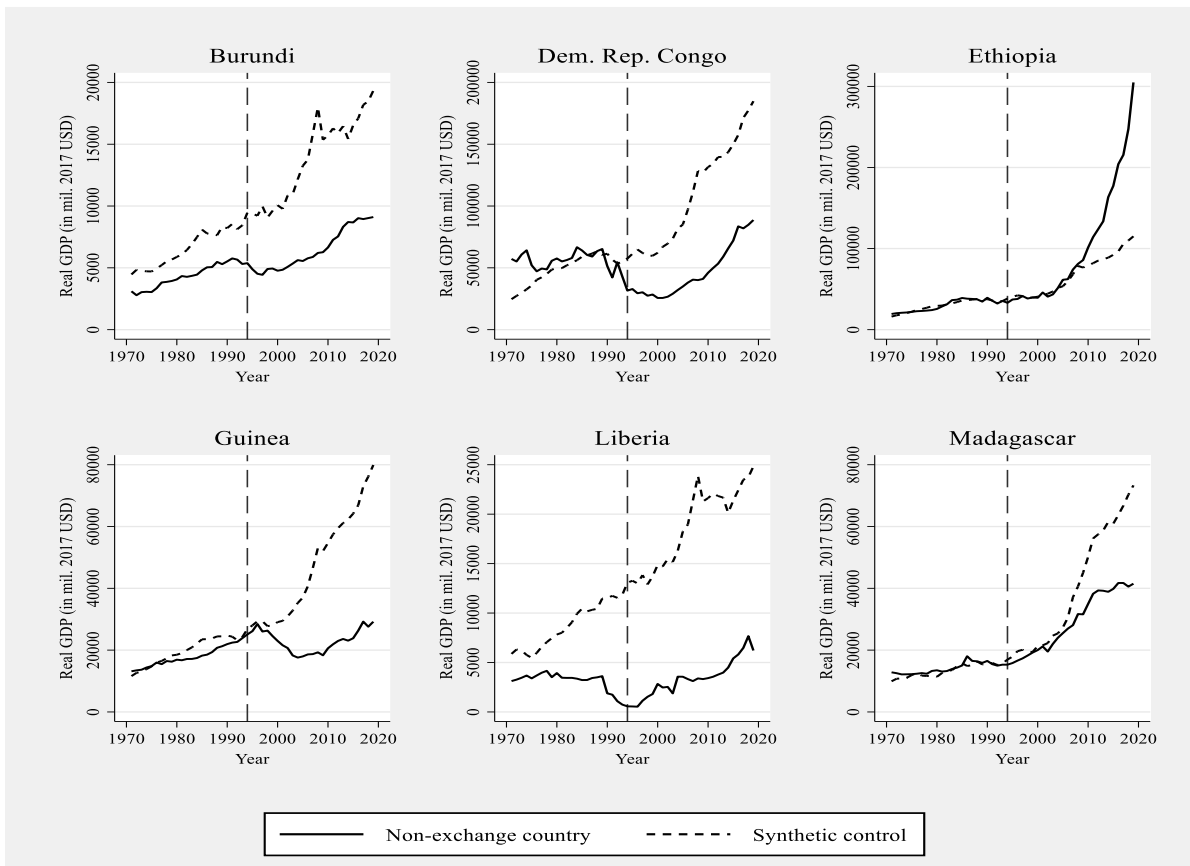 Burundi
Real GDP (in mil. 2017 USD)
20000
15000
10000
5000
0
1970 1980 1990 2000 2010 2020
Year
Dem. Rep. Congo
Real GDP (in mil. 2017 USD)
200000
150000
100000
50000
0
1970 1980 1990 2000 2010 2020
Year
Ethiopia
Real GDP (in mil. 2017 USD)
300000
200000
100000
0
1970 1980 1990 2000 2010 2020
Year
Guinea
Real GDP (in mil. 2017 USD)
80000
60000
40000
20000
0
1970 1980 1990 2000 2010 2020
Year
Liberia
Real GDP (in mil. 2017 USD)
25000
20000
15000
10000
5000
0
1970 1980 1990 2000 2010 2020
Year
Madagascar
Real GDP (in mil. 2017 USD)
80000
60000
40000
20000
0
1970 1980 1990 2000 2010 2020
Year
Non-exchange country Synthetic control